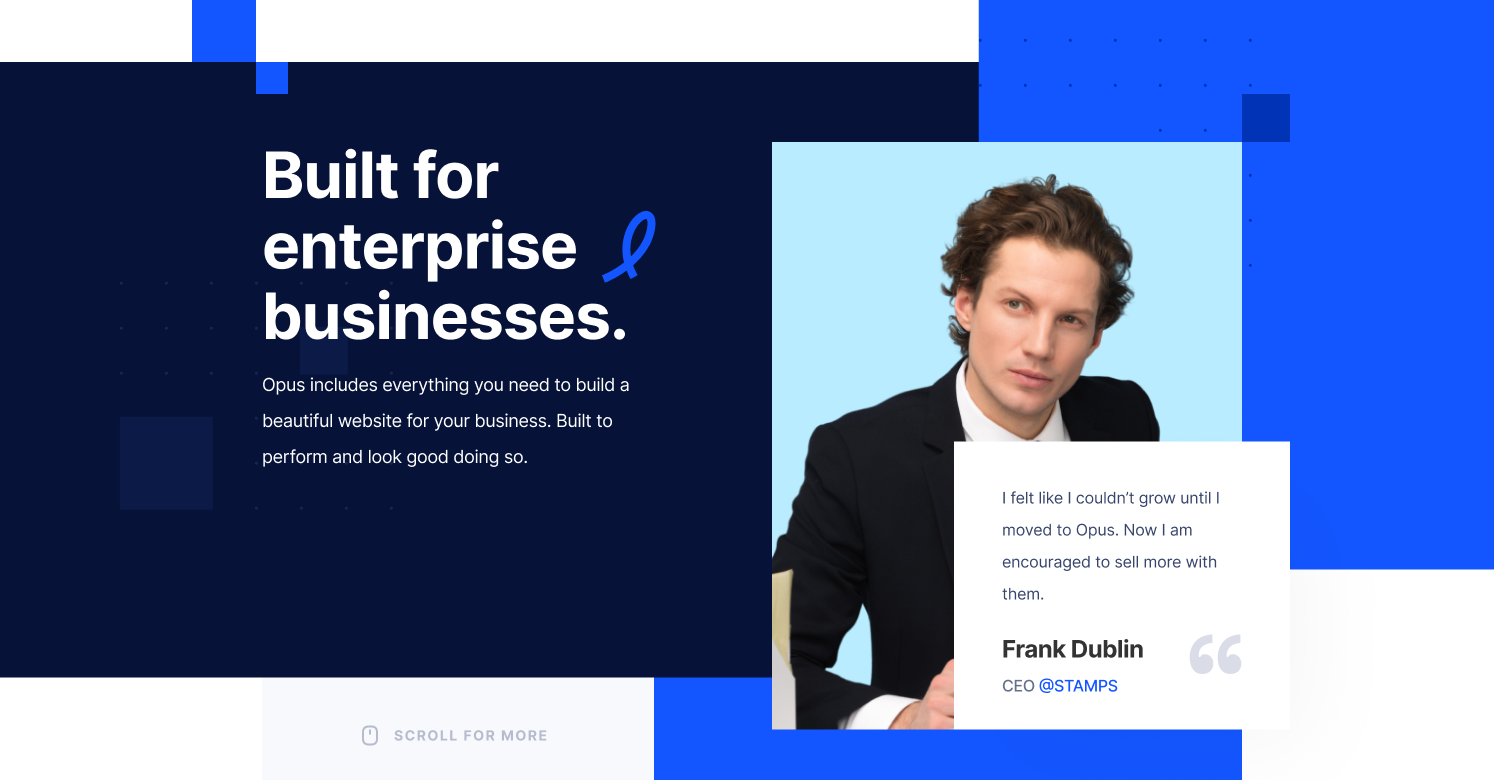 Built for
enterprise
businesses.
Opus includes everything you need to build a
beautiful website for your business. Built to
perform and look good doing so.
I felt like I couldn’t grow until I
moved to Opus. Now I am
encouraged to sell more with
them.
Frank Dublin
CEO @STAMPS
SCROLL FOR MORE